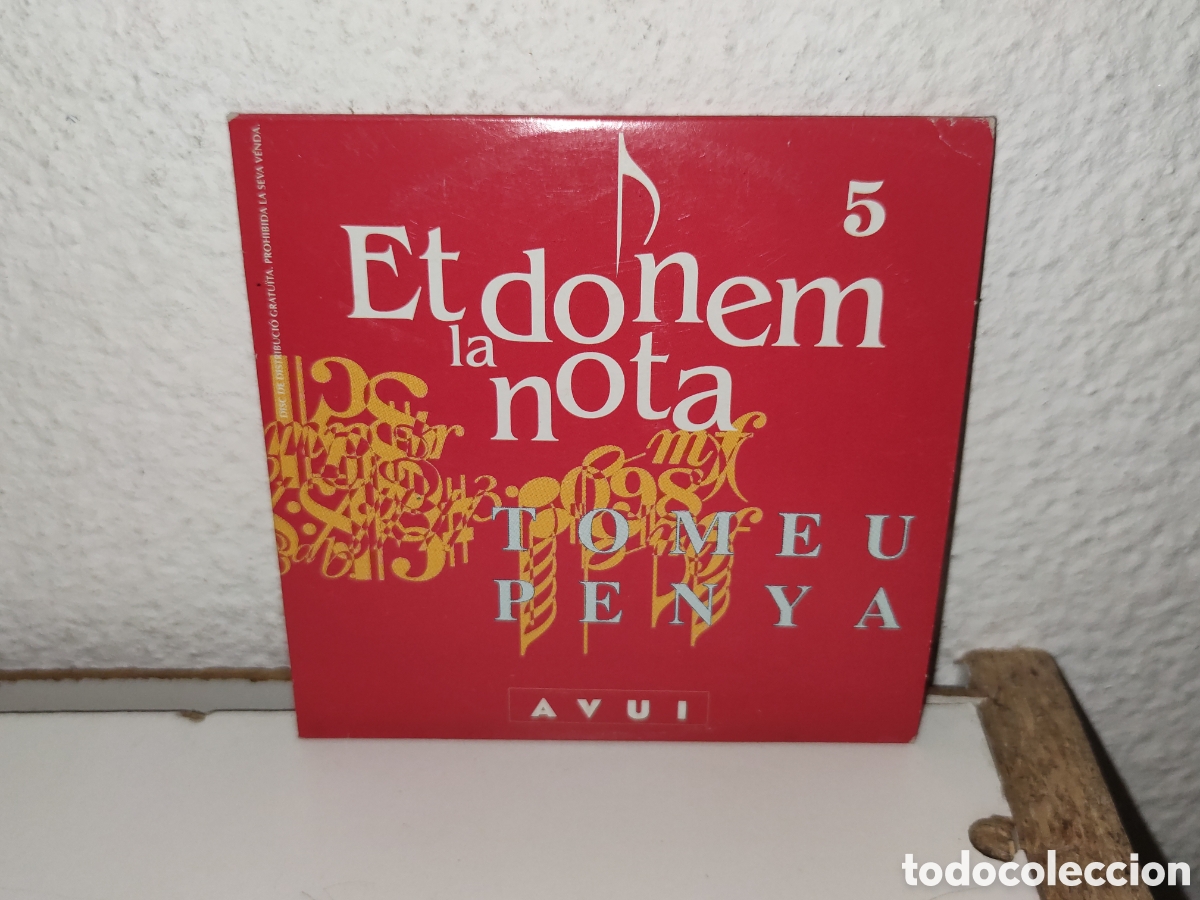 DISC DE DISTRIBUCIÓ GRATUÏTA. PROHIBIDA LA SEVA VENDA.
5
Et donem
la nota
TOMEU
PENYA
AVUI
todocoleccion